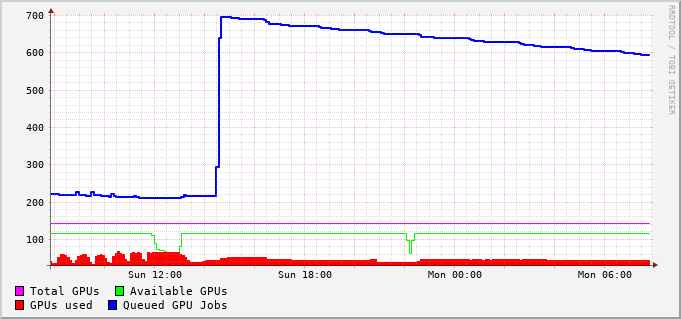 700
600
500
400
300
200
100
Sun 12:00 Sun 18:00 Mon 00:00 Mon 06:00
Total GPUs Available GPUs
GPUs used Queued GPU Jobs
RRDTOOL / TOBI OETIKER